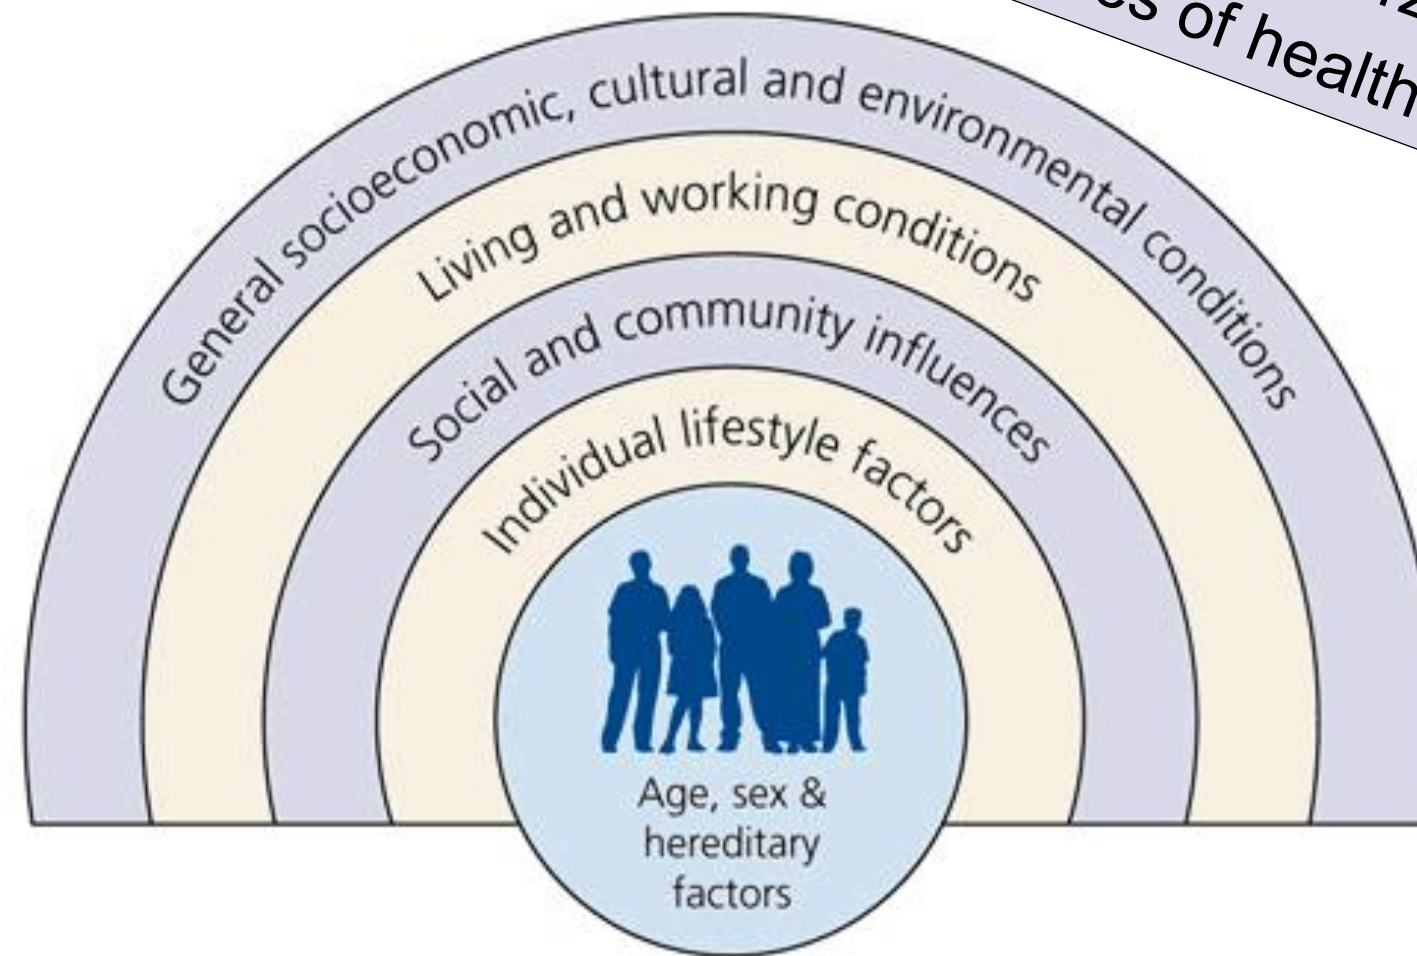 of health
General socioeconomic, cultural and environmental conditions
Living and working conditions
Social and community influences
Individual lifestyle factors
Age, sex &
hereditary
factors